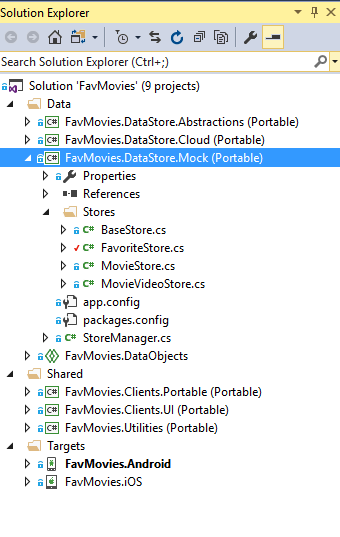 Solution Explorer
Search Solution Explorer (Ctrl+;)
Solution 'FavMovies' (9 projects)
Data
C# FavMovies.DataStore.Abstractions (Portable)
C# FavMovies.DataStore.Cloud (Portable)
C# FavMovies.DataStore.Mock (Portable)
Properties
References
Stores
C# BaseStore.cs
C# FavoriteStore.cs
C# MovieStore.cs
C# MovieVideoStore.cs
app.config
packages.config
C# StoreManager.cs
FavMovies.DataObjects
Shared
C# FavMovies.Clients.Portable (Portable)
C# FavMovies.Clients.UI (Portable)
C# FavMovies.Utilities (Portable)
Targets
FavMovies.Android
FavMovies.iOS